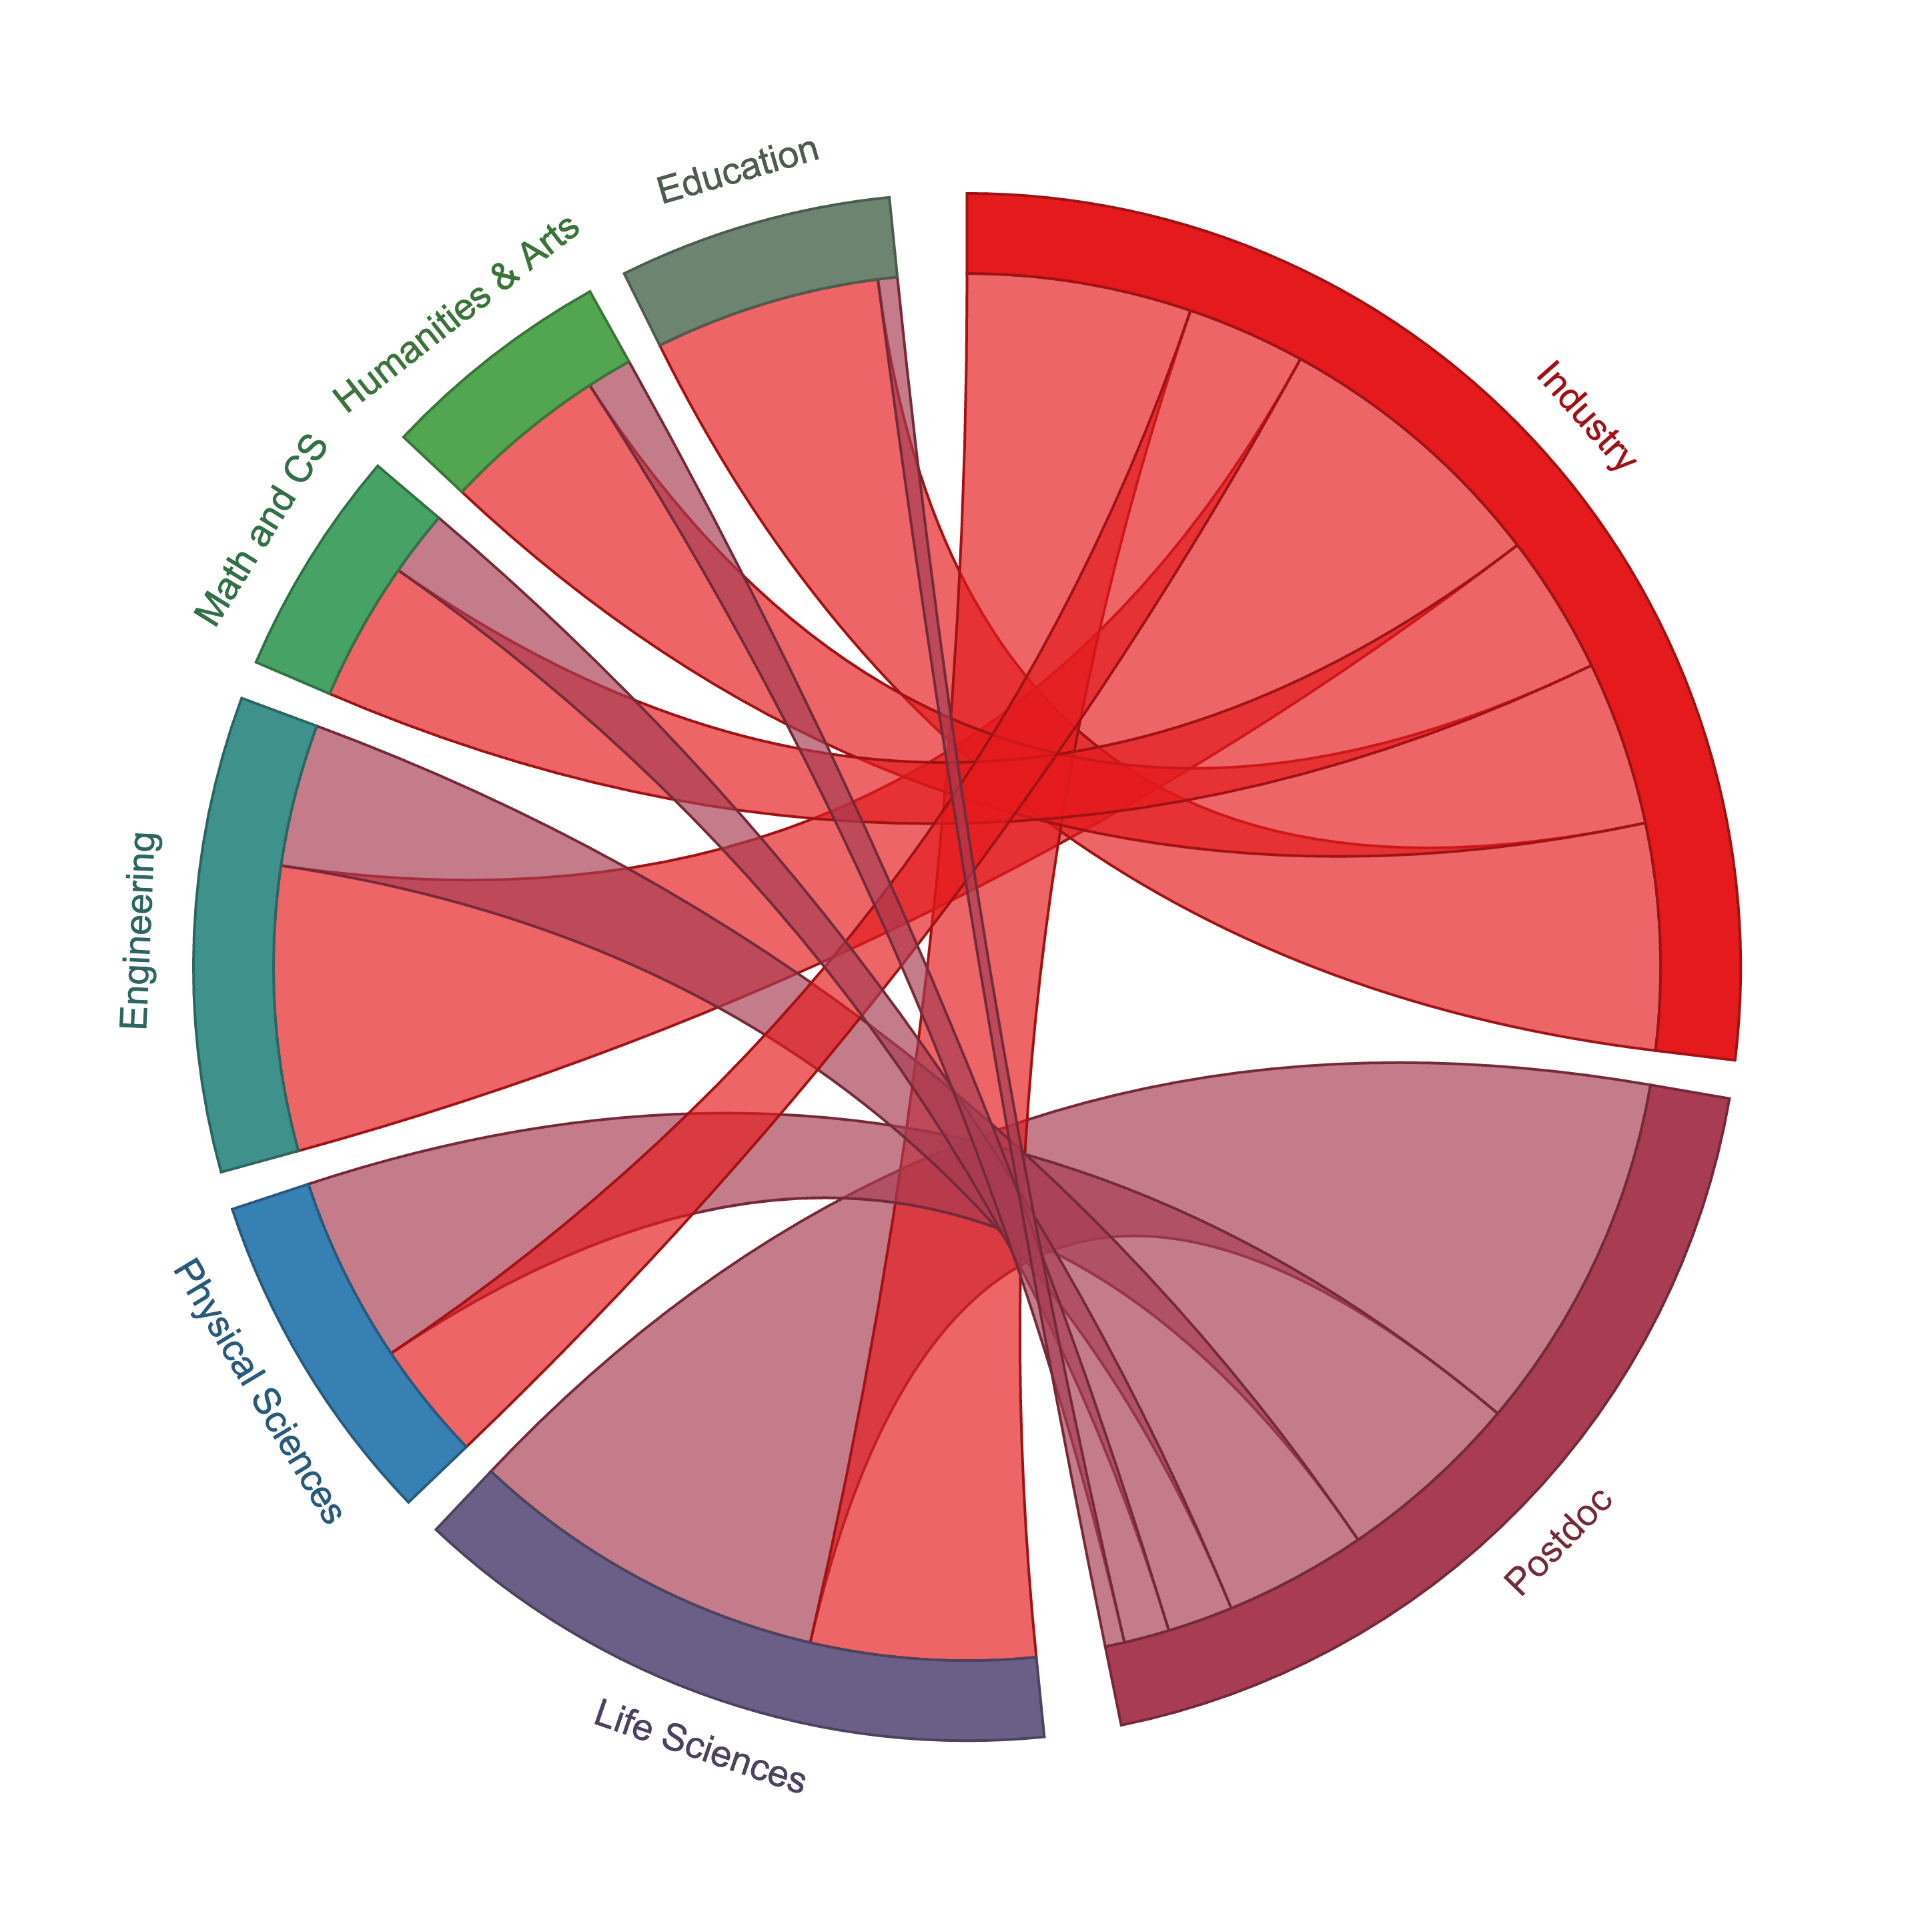 Education
Humanities & Arts
Industry
Math and CS
Engineering
Physical Sciences
Postdoc
Life Sciences